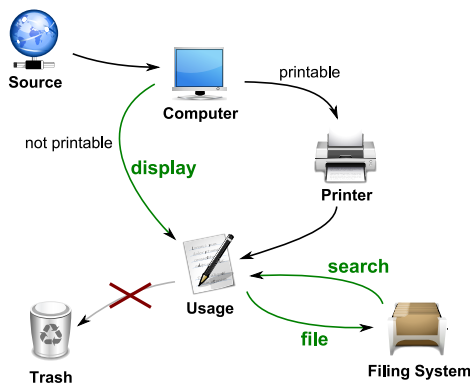 Source
Computer
printable
not printable
display
Printer
search
Usage
file
Trash
Filing System